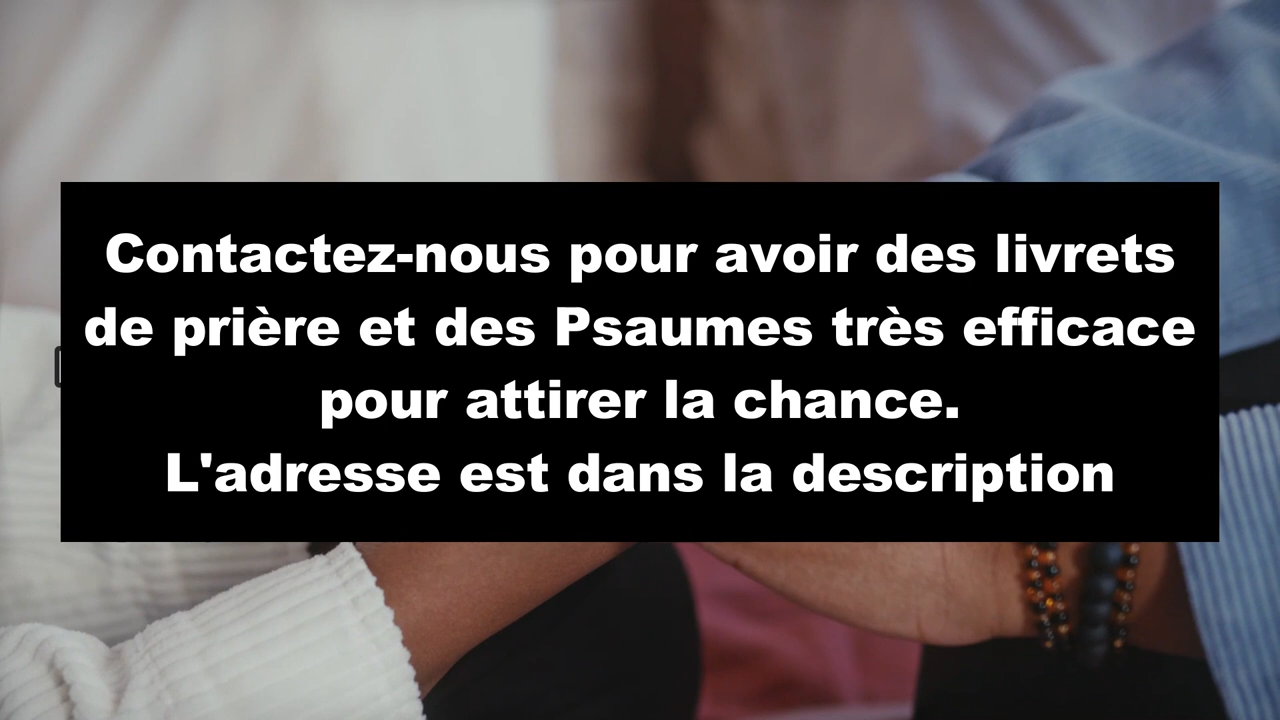 Contactez-nous pour avoir des livrets
de prière et des Psaumes très efficace
pour attirer la chance.
L'adresse est dans la description